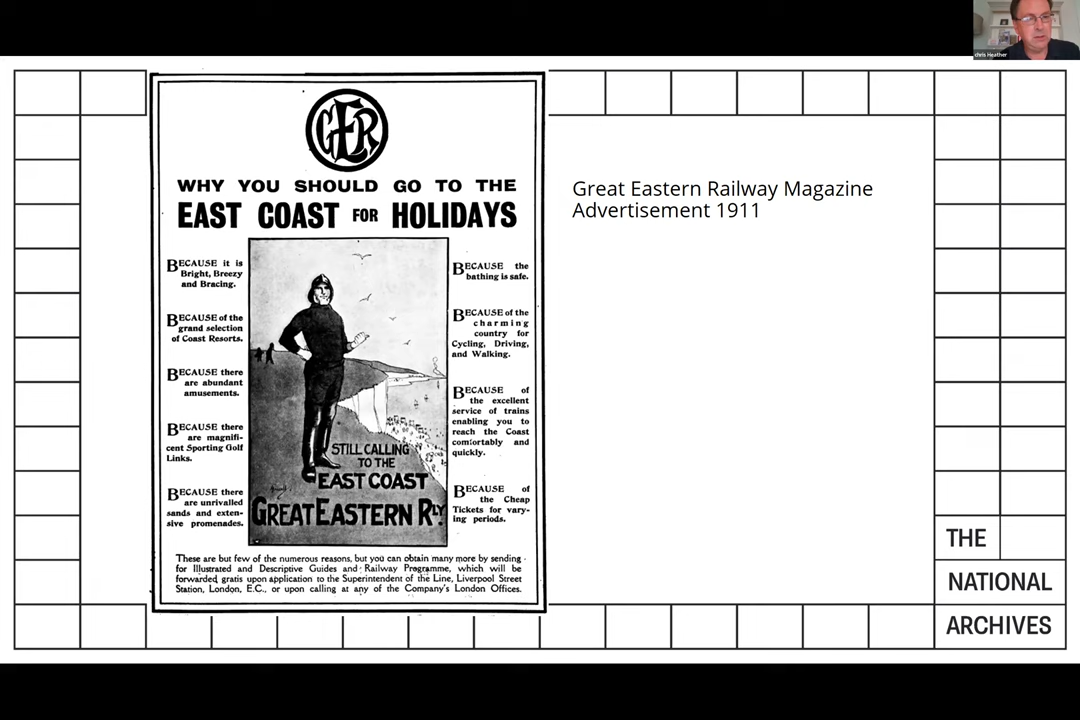 chris Heather
GER
WHY YOU SHOULD GO TO THE
EAST COAST FOR HOLIDAYS
BECAUSE it is
Bright, Breezy
and Bracing.
BECAUSE of the
grand selection
of Coast Resorts.
BECAUSE there
are abundant
amusements.
BECAUSE there
are magnifi-
cent Sporting Golf
Links.
BECAUSE there
are unrivalled
sands and exten-
sive promenades.
STILL CALLING
TO THE
EAST COAST
GREAT EASTERN RLY
BECAUSE the
bathing is safe.
BECAUSE of the
charming
country for
Cycling, Driving,
and Walking.
BECAUSE of
the excellent
service of trains
enabling you to
reach the Coast
comfortably and
quickly.
BECAUSE of
the Cheap
Tickets for vary-
ing periods.
These are but few of the numerous reasons, but you can obtain many more by sending
for Illustrated and Descriptive Guides and Railway Programme, which will be
forwarded gratis upon application to the Superintendent of the Line, Liverpool Street
Station, London, E.C., or upon calling at any of the Company's London Offices.
Great Eastern Railway Magazine
Advertisement 1911
THE
NATIONAL
ARCHIVES